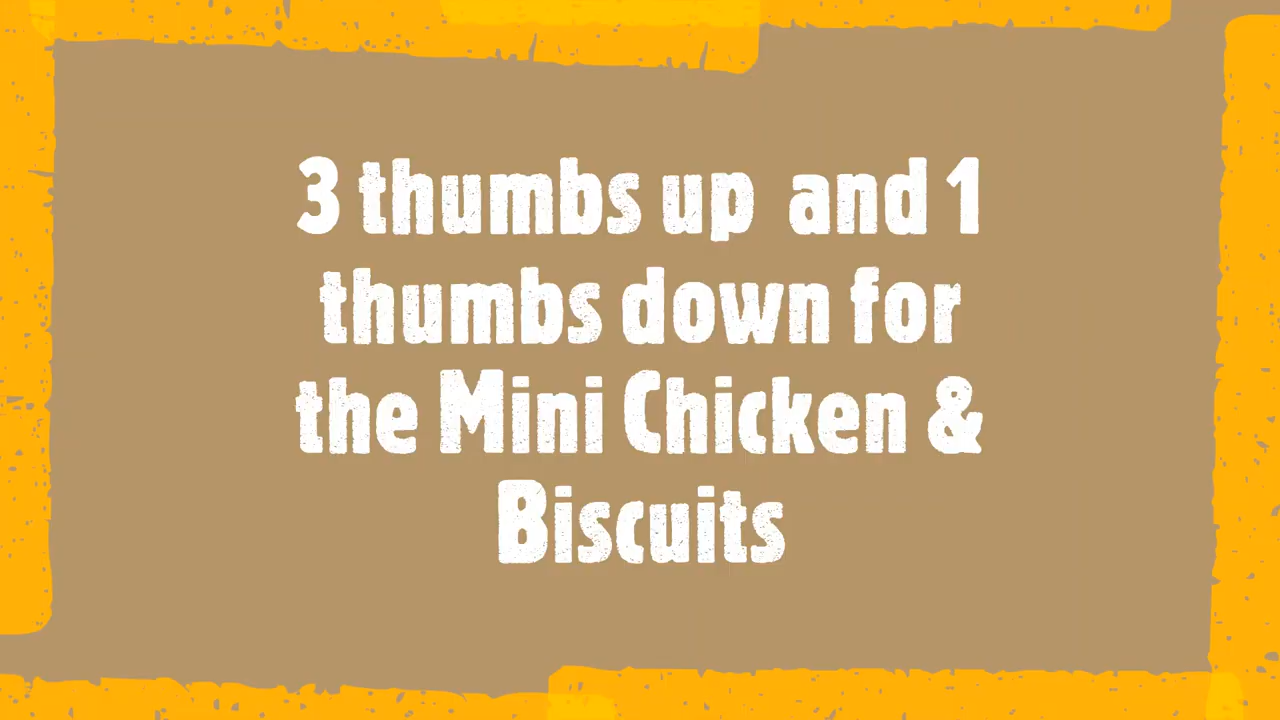 3 thumbs up  and 1
thumbs down for
the Mini Chicken &
Biscuits